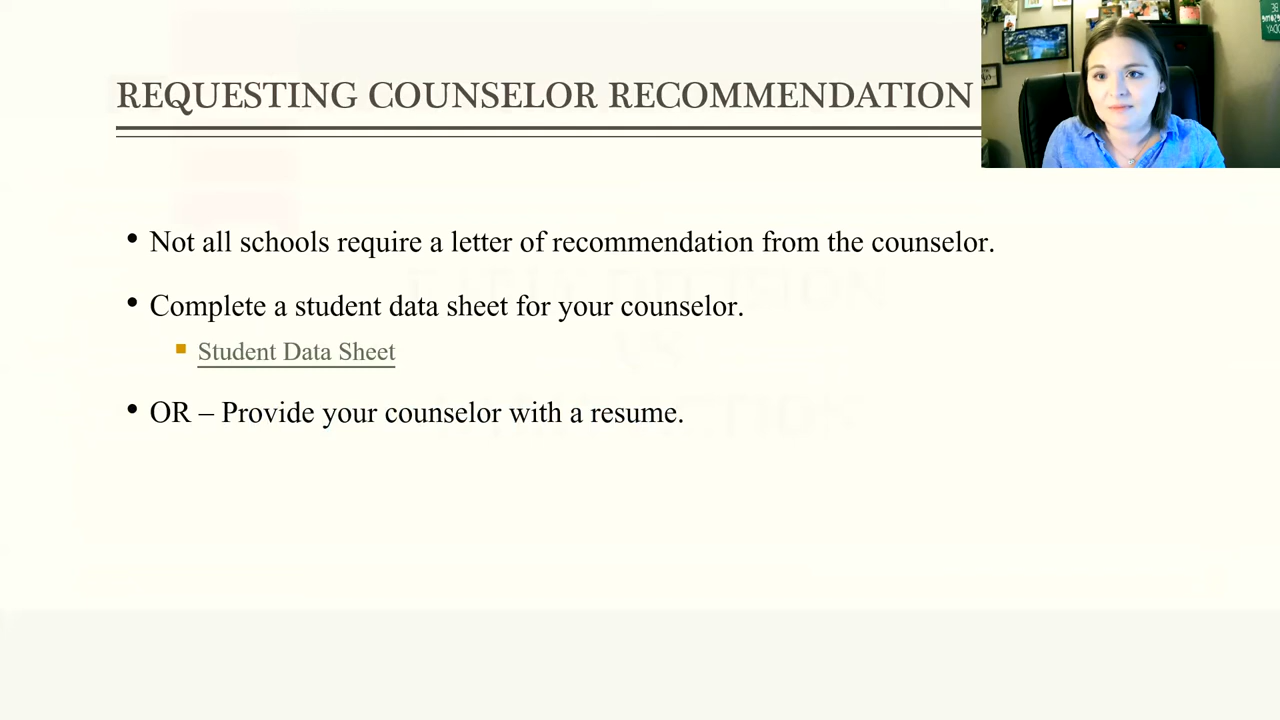 REQUESTING COUNSELOR RECOMMENDATION
• Not all schools require a letter of recommendation from the counselor.
• Complete a student data sheet for your counselor.
▪ Student Data Sheet
• OR – Provide your counselor with a resume.